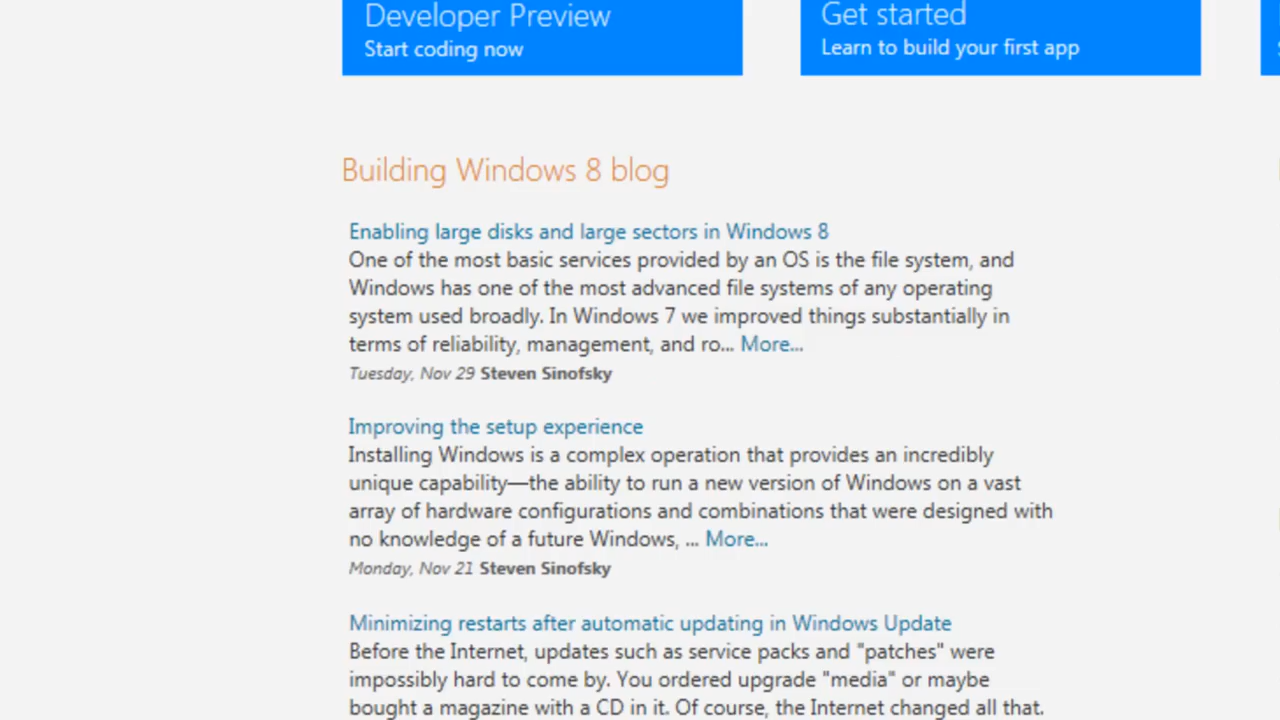 Developer Preview
Start coding now
Get started
Learn to build your first app
Building Windows 8 blog
Enabling large disks and large sectors in Windows 8
One of the most basic services provided by an OS is the file system, and
Windows has one of the most advanced file systems of any operating
system used broadly. In Windows 7 we improved things substantially in
terms of reliability, management, and ro... More...
Tuesday, Nov 29 Steven Sinofsky
Improving the setup experience
Installing Windows is a complex operation that provides an incredibly
unique capability—the ability to run a new version of Windows on a vast
array of hardware configurations and combinations that were designed with
no knowledge of a future Windows, ... More...
Monday, Nov 21 Steven Sinofsky
Minimizing restarts after automatic updating in Windows Update
Before the Internet, updates such as service packs and "patches" were
impossibly hard to come by. You ordered upgrade "media" or maybe
bought a magazine with a CD in it. Of course, the Internet changed all that.